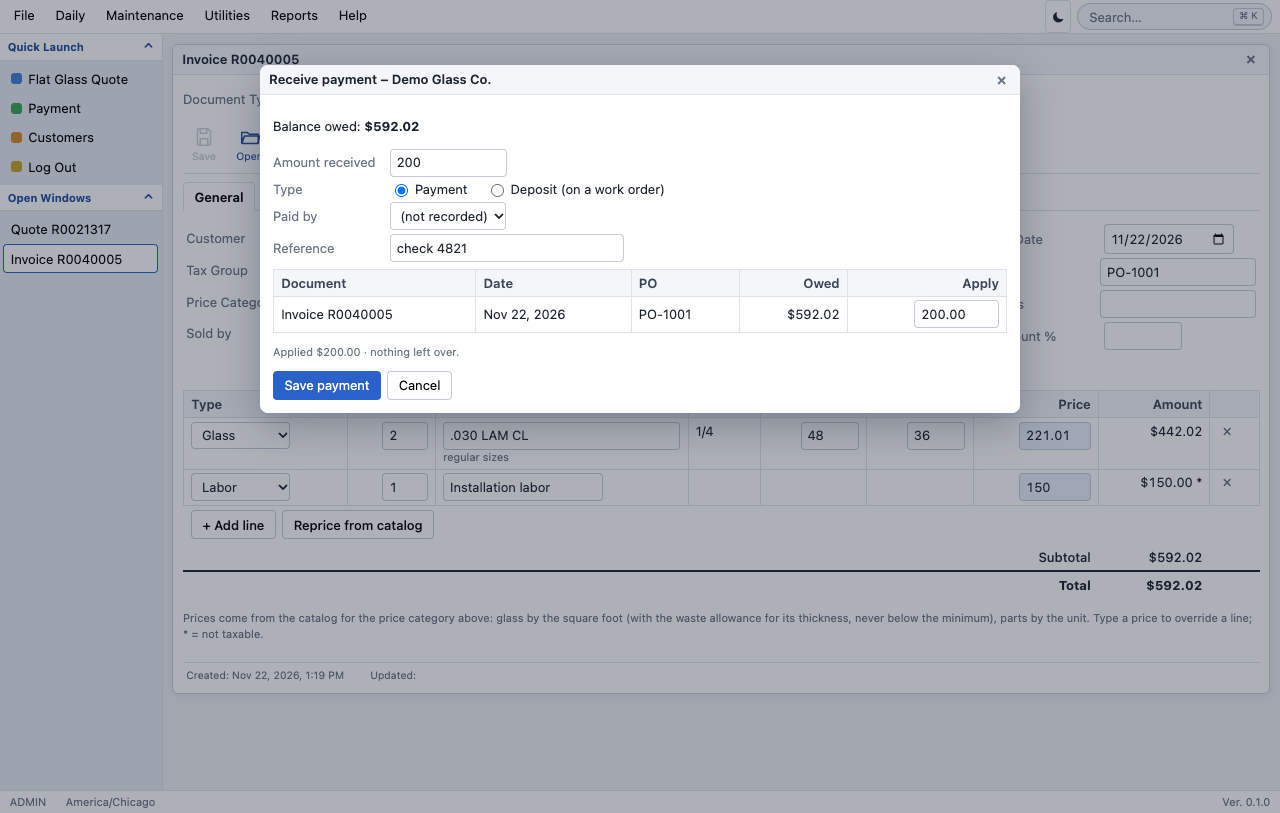 File Daily Maintenance Utilities Reports Help Search... ⌘ K
Quick Launch
Flat Glass Quote
Payment
Customers
Log Out
Open Windows
Quote R0021317
Invoice R0040005
Invoice R0040005 ×
Document Ty
Save Open
General
Customer
Tax Group
Price Catego
Sold by
Date 11/22/2026
PO-1001
s
unt %
Receive payment – Demo Glass Co. ×
Balance owed: $592.02
Amount received 200
Type Payment Deposit (on a work order)
Paid by (not recorded)
Reference check 4821
Document Date PO Owed Apply
Invoice R0040005 Nov 22, 2026 PO-1001 $592.02 200.00
Applied $200.00 · nothing left over.
Save payment Cancel
Type Price Amount
Glass 2 .030 LAM CL 1/4 48 36 221.01 $442.02 ×
regular sizes
Labor 1 Installation labor 150 $150.00 * ×
+ Add line Reprice from catalog
Subtotal $592.02
Total $592.02
Prices come from the catalog for the price category above: glass by the square foot (with the waste allowance for its thickness, never below the minimum), parts by the unit. Type a price to override a line;
* = not taxable.
Created: Nov 22, 2026, 1:19 PM Updated:
ADMIN America/Chicago Ver. 0.1.0